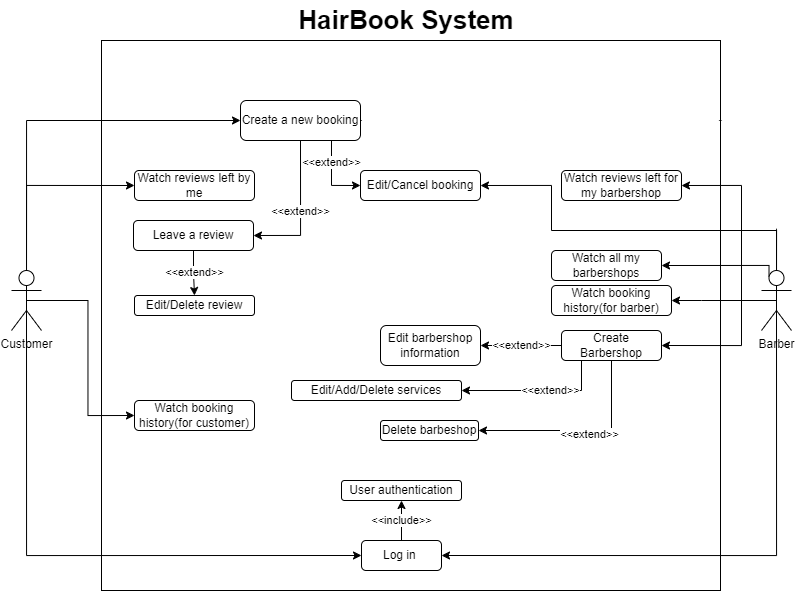 HairBook System
Create a new booking
<<extend>>
Watch reviews left by
me
Edit/Cancel booking
Watch reviews left for
my barbershop
<<extend>>
Leave a review
<<extend>>
Edit/Delete review
Watch all my
barbershops
Watch booking
history(for barber)
Customer
Barber
Edit barbershop
information
<<extend>>
Create
Barbershop
Edit/Add/Delete services
<<extend>>
Watch booking
history(for customer)
Delete barbeshop
<<extend>>
User authentication
<<include>>
Log in